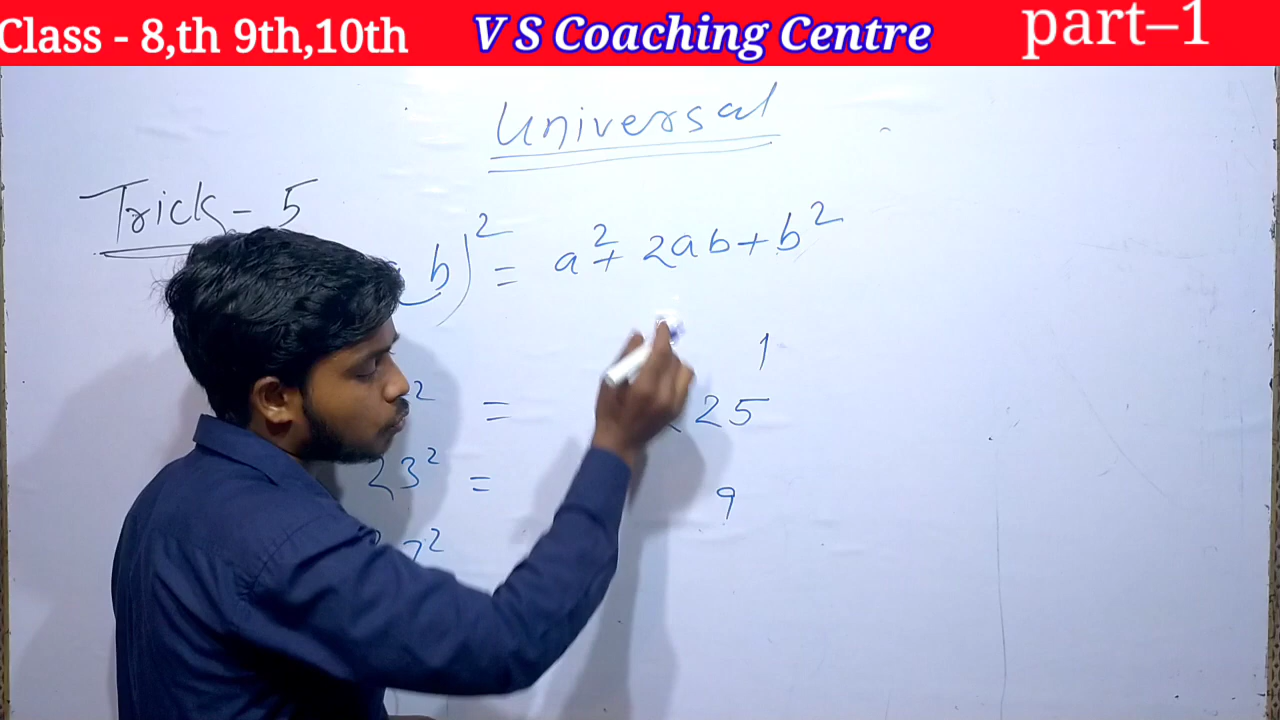 Class - 8,th 9th,10th V S Coaching Centre part–1
Universal
Trick - 5
b)² = a² + 2ab + b²
1
² = 25
23² =
9
7²